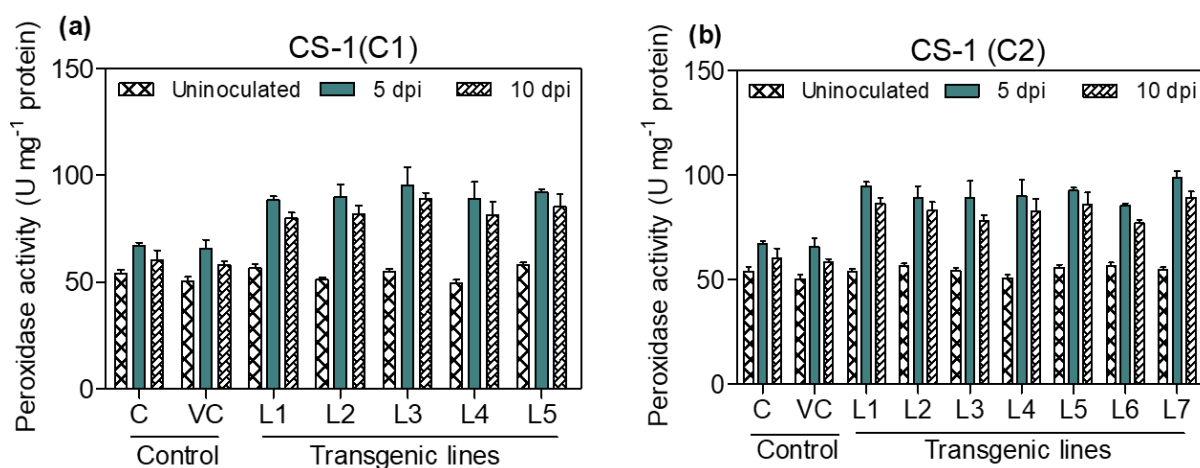 (a)
CS-1(C1)
Peroxidase activity (U mg⁻¹ protein)
150
100
50
0
Uninoculated 5 dpi 10 dpi
C VC L1 L2 L3 L4 L5
Control Transgenic lines
(b)
CS-1 (C2)
Peroxidase activity (U mg⁻¹ protein)
150
100
50
0
Uninoculated 5 dpi 10 dpi
C VC L1 L2 L3 L4 L5 L6 L7
Control Transgenic lines